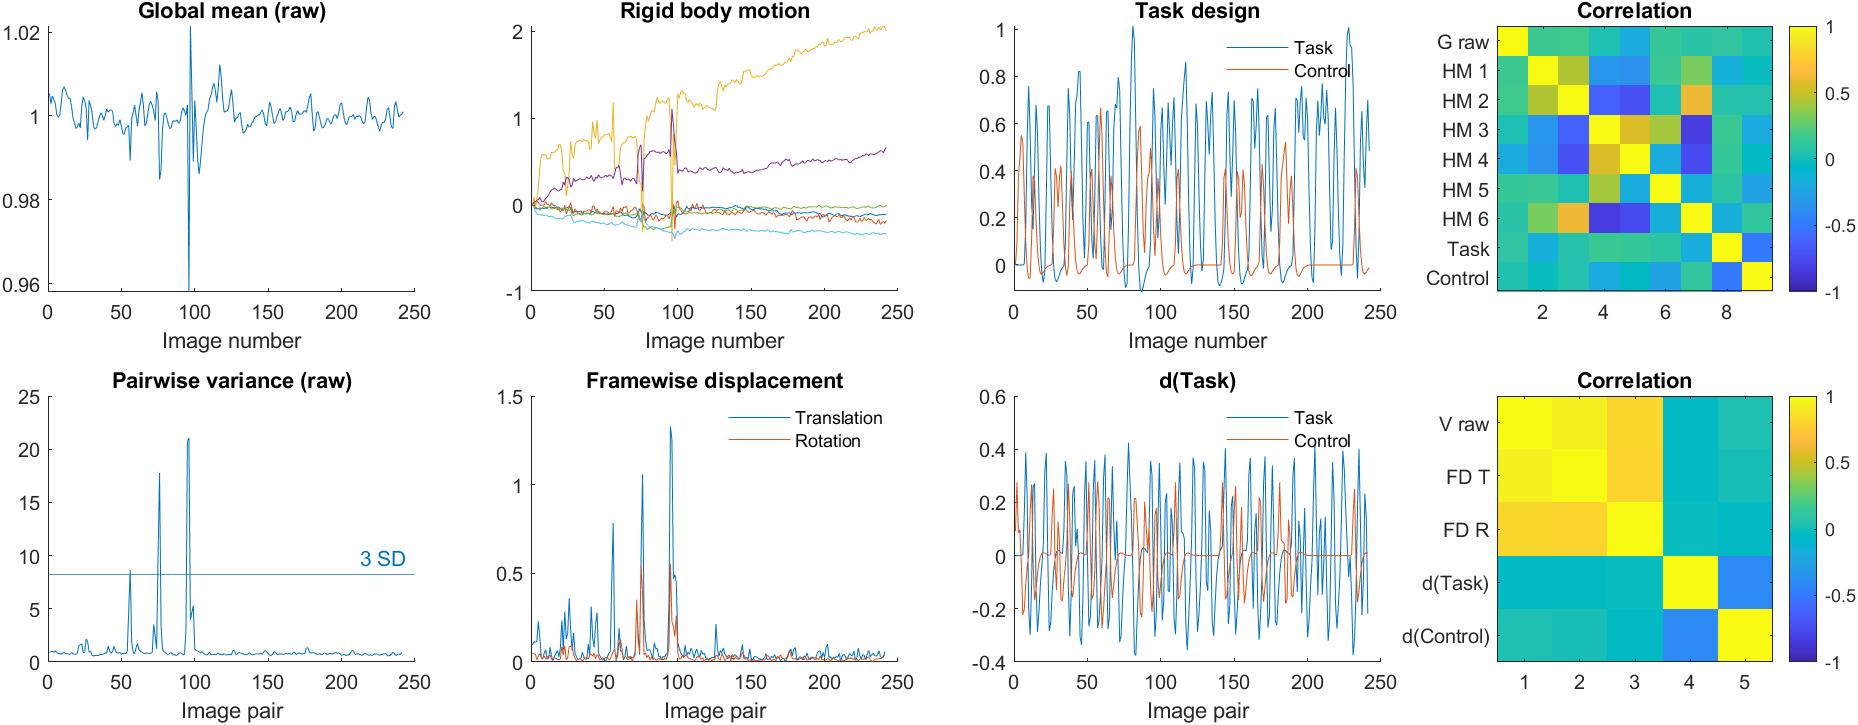 Global mean (raw)
1.02
1
0.98
0.96
0 50 100 150 200 250
Image number
Rigid body motion
2
1
0
-1
0 50 100 150 200 250
Image number
Task design
1
0.8
0.6
0.4
0.2
0
Task
Control
0 50 100 150 200 250
Image number
Correlation
G raw
HM 1
HM 2
HM 3
HM 4
HM 5
HM 6
Task
Control
2 4 6 8
1
0.5
0
-0.5
-1
Pairwise variance (raw)
25
20
15
10
5
0
3 SD
0 50 100 150 200 250
Image pair
Framewise displacement
1.5
1
0.5
0
Translation
Rotation
0 50 100 150 200 250
Image pair
d(Task)
0.6
0.4
0.2
0
-0.2
-0.4
Task
Control
0 50 100 150 200 250
Image pair
Correlation
V raw
FD T
FD R
d(Task)
d(Control)
1 2 3 4 5
1
0.5
0
-0.5
-1